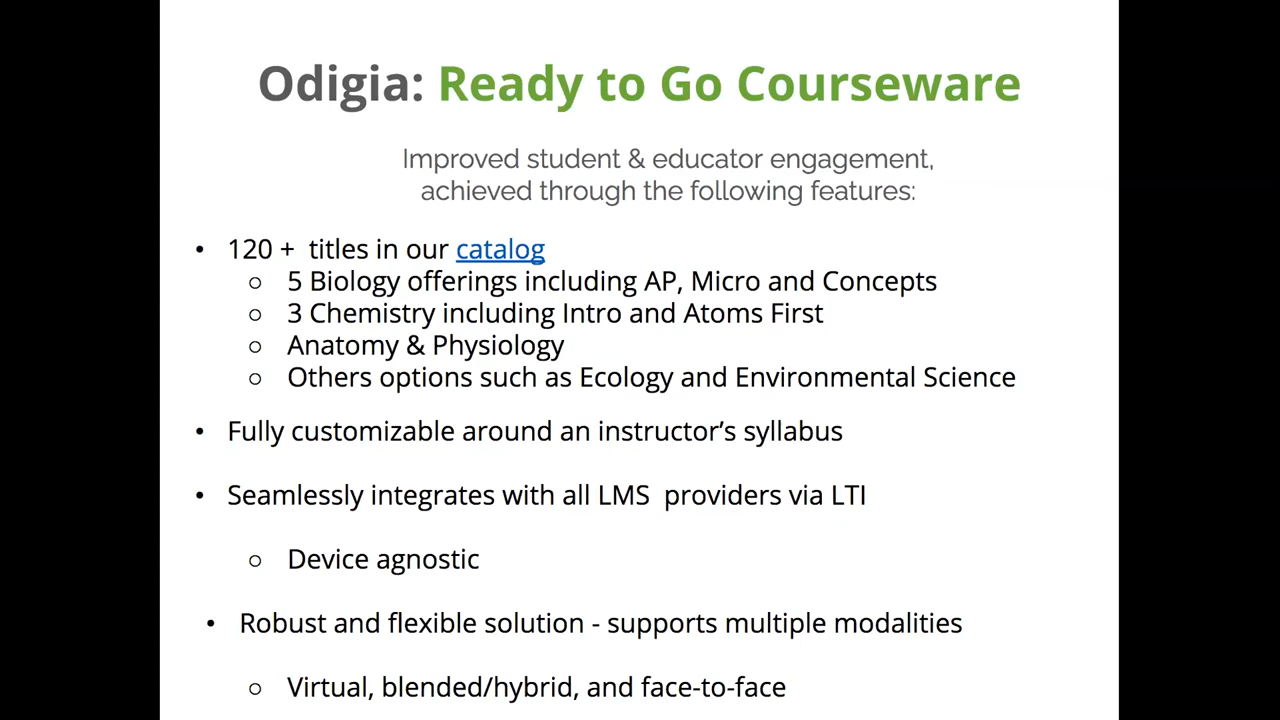 Odigia: Ready to Go Courseware
Improved student & educator engagement,
achieved through the following features:
• 120 +  titles in our catalog
○ 5 Biology offerings including AP, Micro and Concepts
○ 3 Chemistry including Intro and Atoms First
○ Anatomy & Physiology
○ Others options such as Ecology and Environmental Science
• Fully customizable around an instructor’s syllabus
• Seamlessly integrates with all LMS  providers via LTI
○ Device agnostic
• Robust and flexible solution - supports multiple modalities
○ Virtual, blended/hybrid, and face-to-face